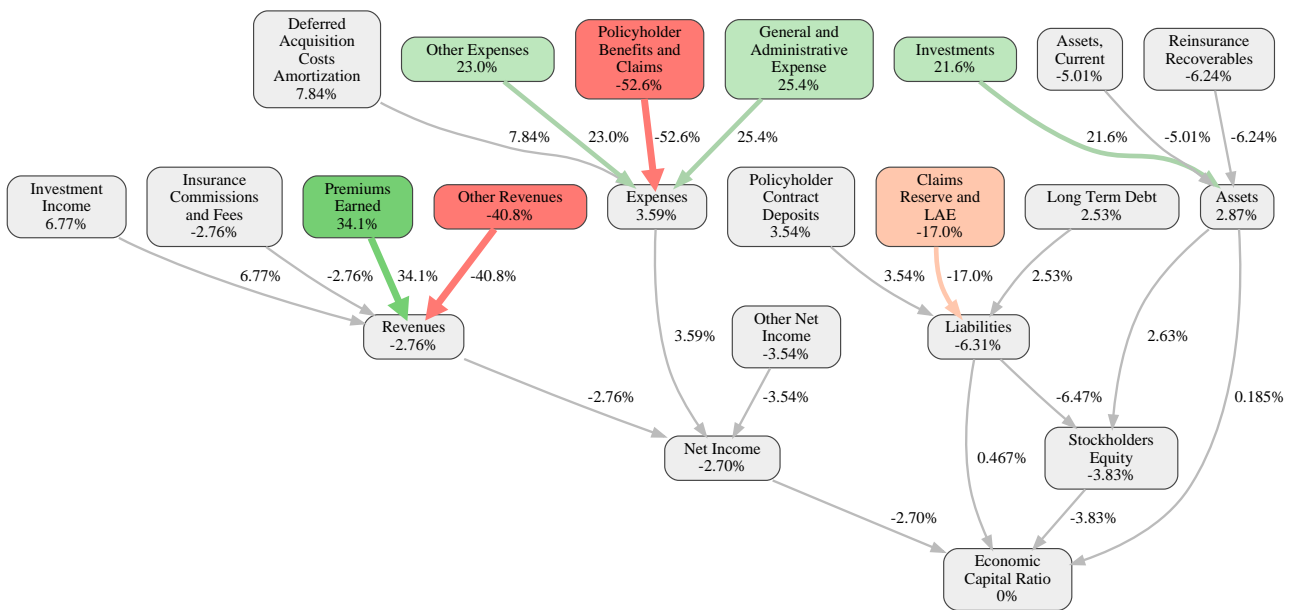 Deferred
Acquisition
Costs
Amortization
7.84%
Other Expenses
23.0%
Policyholder
Benefits and
Claims
-52.6%
General and
Administrative
Expense
25.4%
Investments
21.6%
Assets,
Current
-5.01%
Reinsurance
Recoverables
-6.24%
7.84%
23.0%
-52.6%
25.4%
21.6%
-5.01%
-6.24%
Investment
Income
6.77%
Insurance
Commissions
and Fees
-2.76%
Premiums
Earned
34.1%
Other Revenues
-40.8%
Expenses
3.59%
Policyholder
Contract
Deposits
3.54%
Claims
Reserve and
LAE
-17.0%
Long Term Debt
2.53%
Assets
2.87%
6.77%
-2.76%
34.1%
-40.8%
3.54%
-17.0%
2.53%
Revenues
-2.76%
3.59%
Other Net
Income
-3.54%
Liabilities
-6.31%
2.63%
-2.76%
-3.54%
-6.47%
0.185%
Net Income
-2.70%
0.467%
Stockholders
Equity
-3.83%
-2.70%
-3.83%
Economic
Capital Ratio
0%